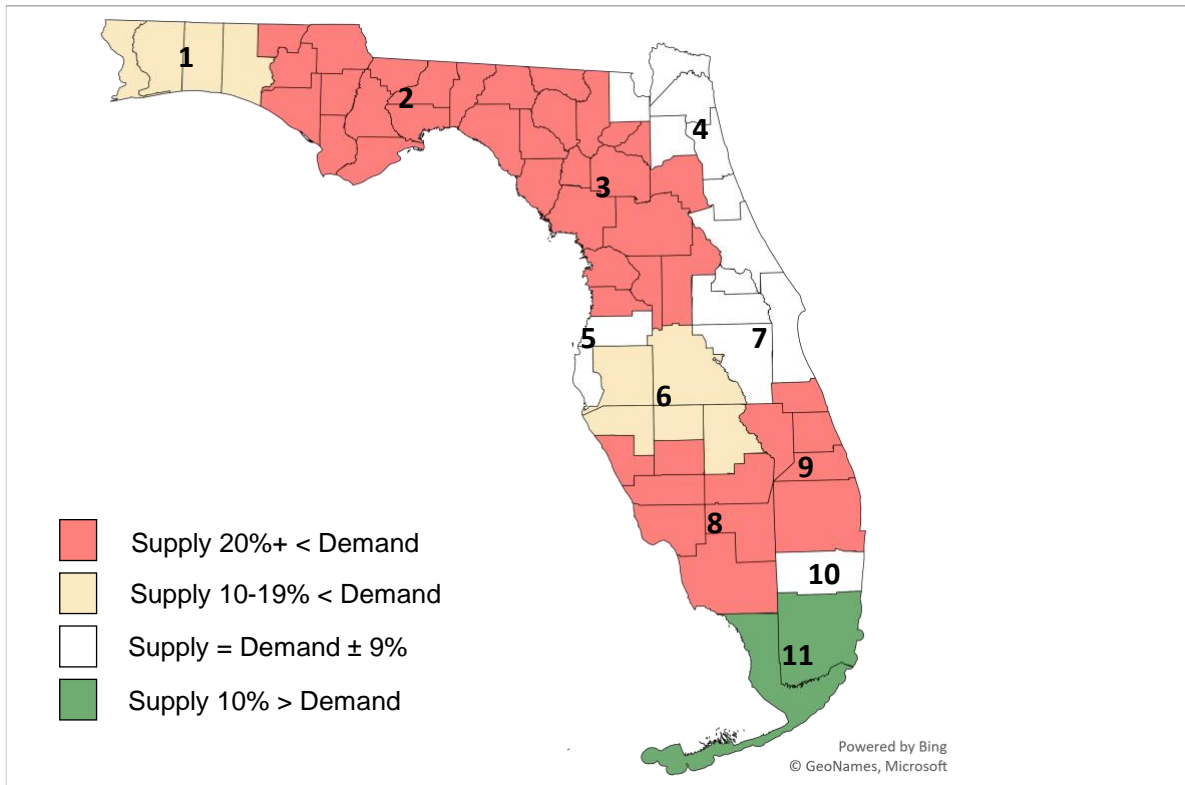 1
2
3
4
5
6
7
8
9
10
11
Supply 20%+ < Demand
Supply 10-19% < Demand
Supply = Demand ± 9%
Supply 10% > Demand
Powered by Bing
© GeoNames, Microsoft